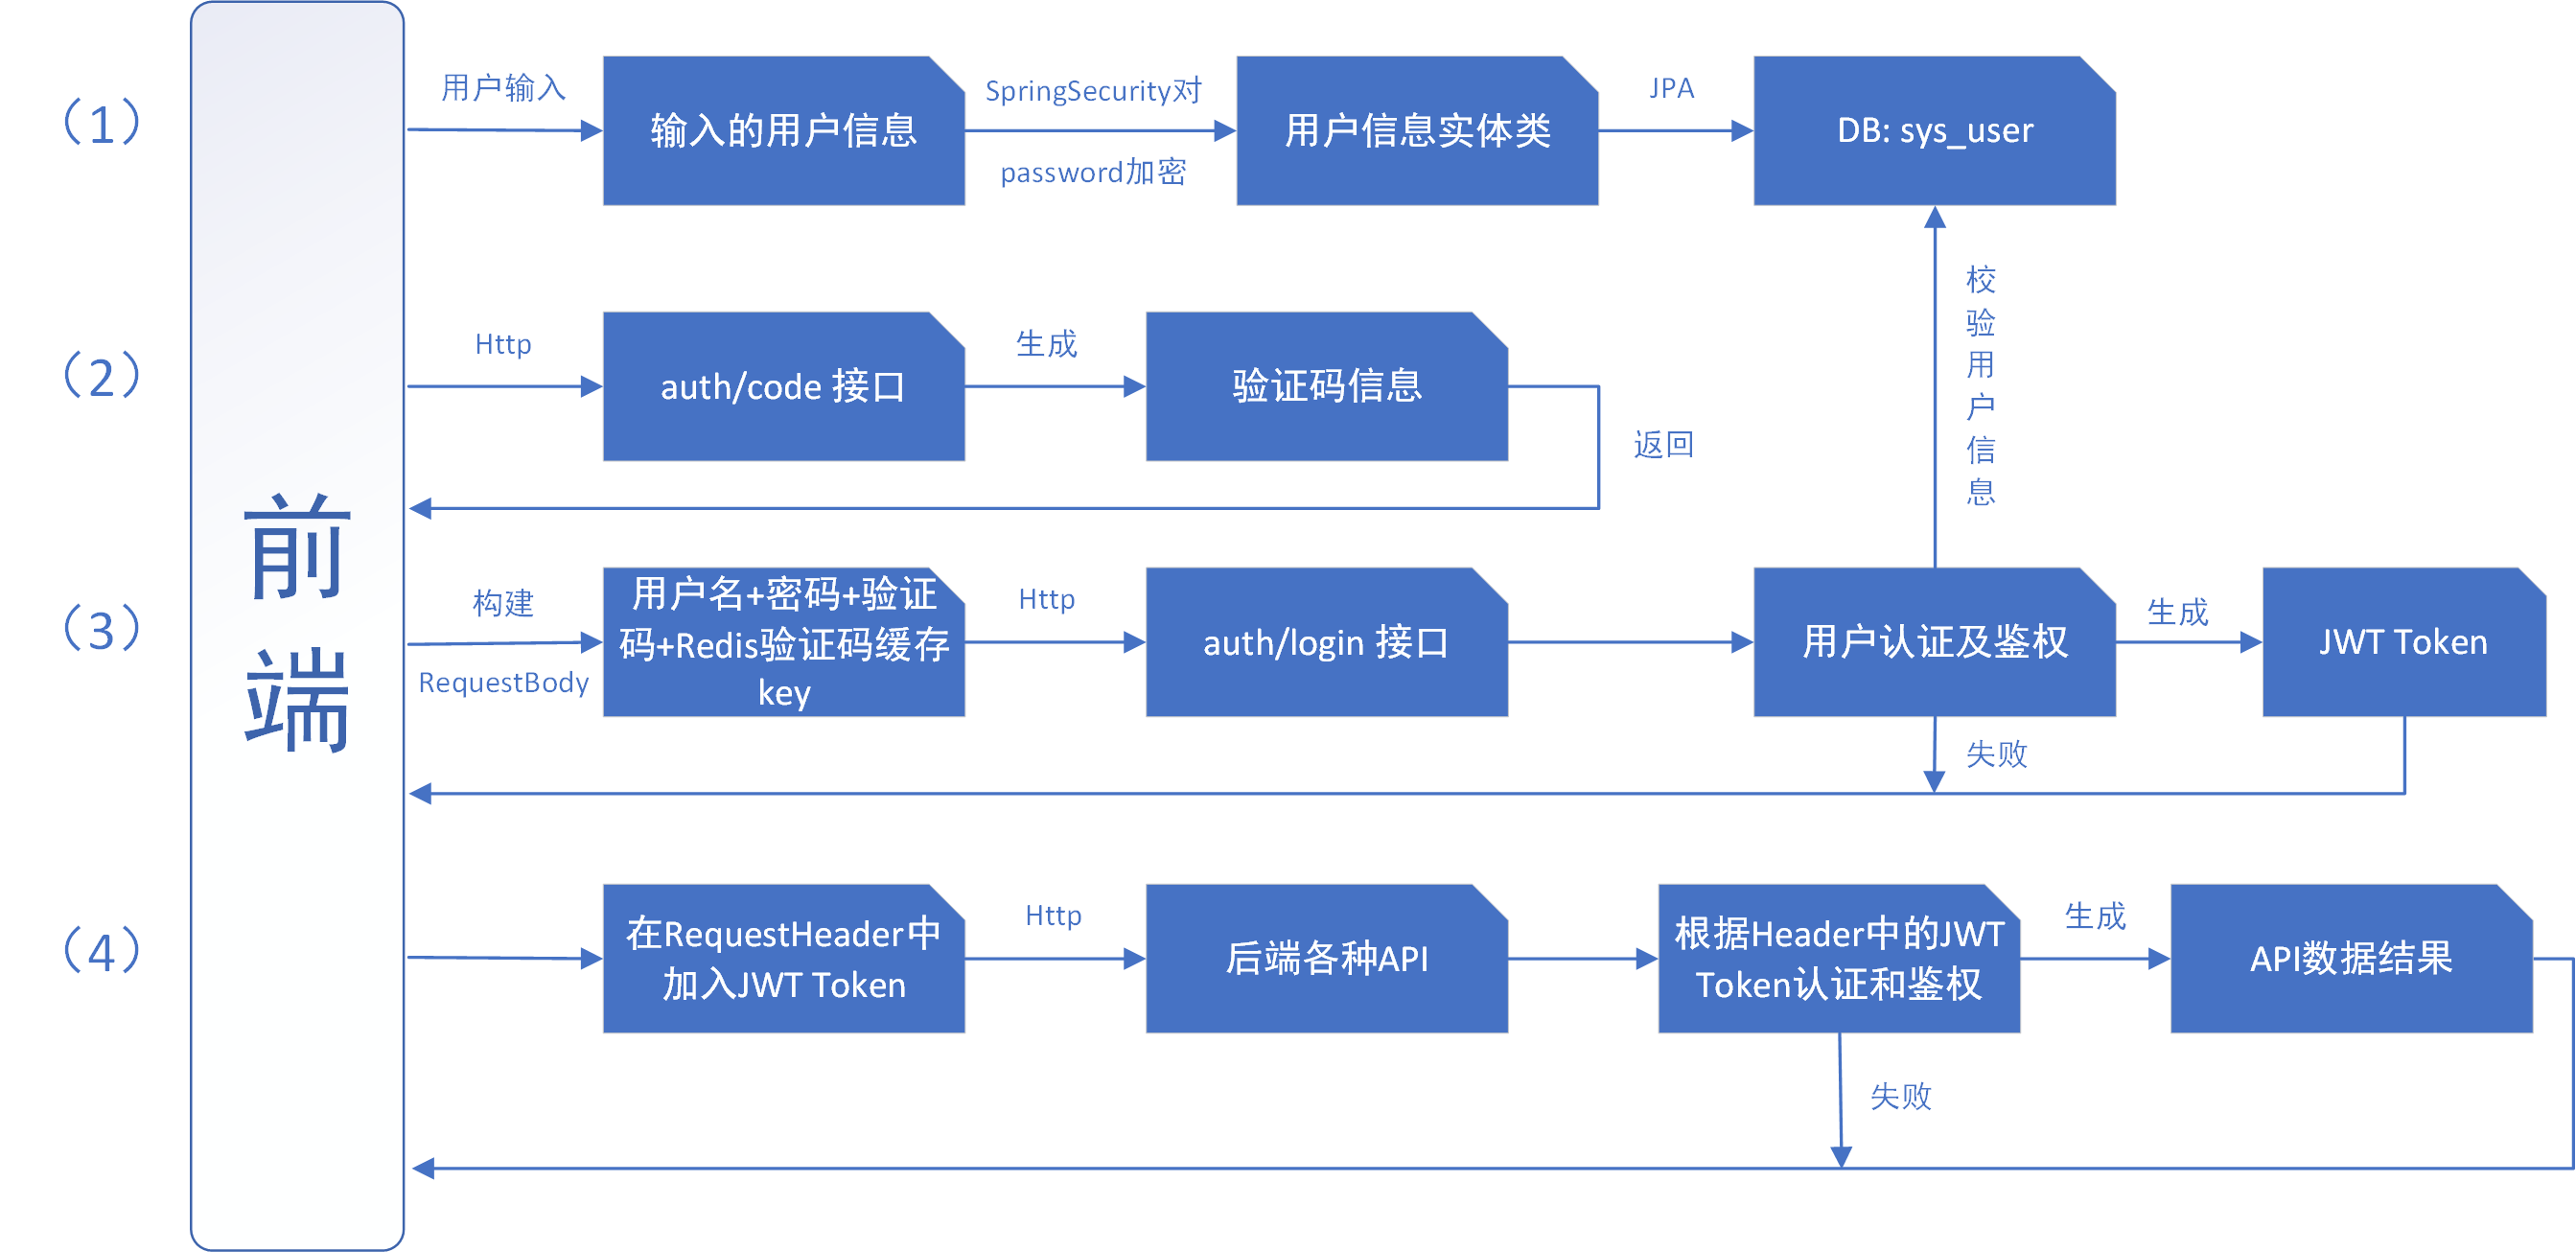 前
端
（1）
用户输入
输入的用户信息
SpringSecurity对
password加密
用户信息实体类
JPA
DB: sys_user
（2）
Http
auth/code 接口
生成
验证码信息
返回
校
验
用
户
信
息
（3）
构建
RequestBody
用户名+密码+验证
码+Redis验证码缓存
key
Http
auth/login 接口
用户认证及鉴权
生成
JWT Token
失败
（4）
在RequestHeader中
加入JWT Token
Http
后端各种API
根据Header中的JWT
Token认证和鉴权
生成
API数据结果
失败